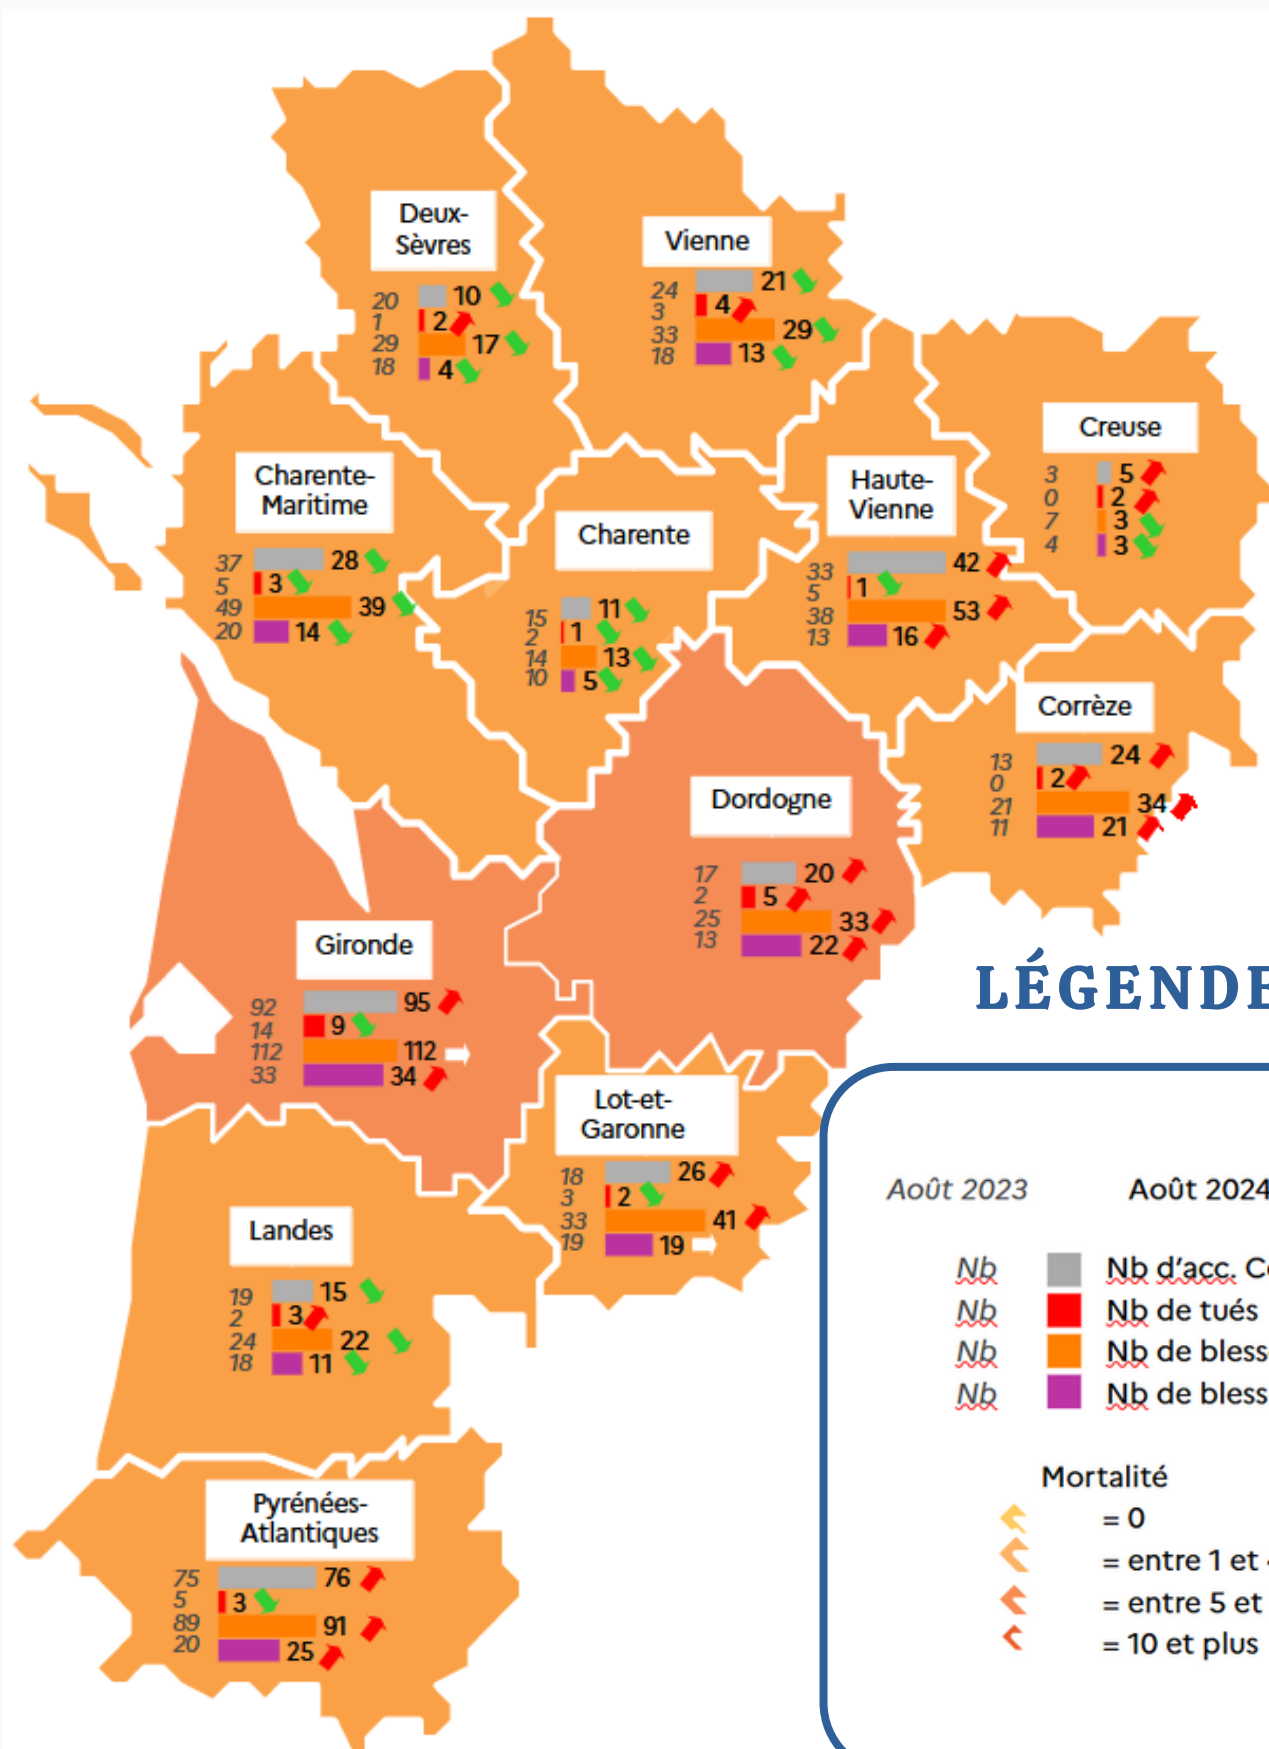 Deux-
Sèvres
20 10
1 2
29 17
18 4
Vienne
24 21
3 4
33 29
18 13
Creuse
3 5
0 2
7 3
4 3
Charente-
Maritime
37 28
5 3
49 39
20 14
Charente
15 11
2 1
14 13
10 5
Haute-
Vienne
33 42
5 1
38 53
13 16
Corrèze
13 24
0 2
21 34
11 21
Dordogne
17 20
2 5
25 33
13 22
Gironde
92 95
14 9
112 112
33 34
Lot-et-
Garonne
18 26
3 2
33 41
19 19
Landes
19 15
2 3
24 22
18 11
Pyrénées-
Atlantiques
75 76
5 3
89 91
20 25
LÉGENDE
Août 2023 Août 2024
Nb Nb d'acc. C
Nb Nb de tués
Nb Nb de bless
Nb Nb de bless
Mortalité
= 0
= entre 1 et
= entre 5 et
= 10 et plus